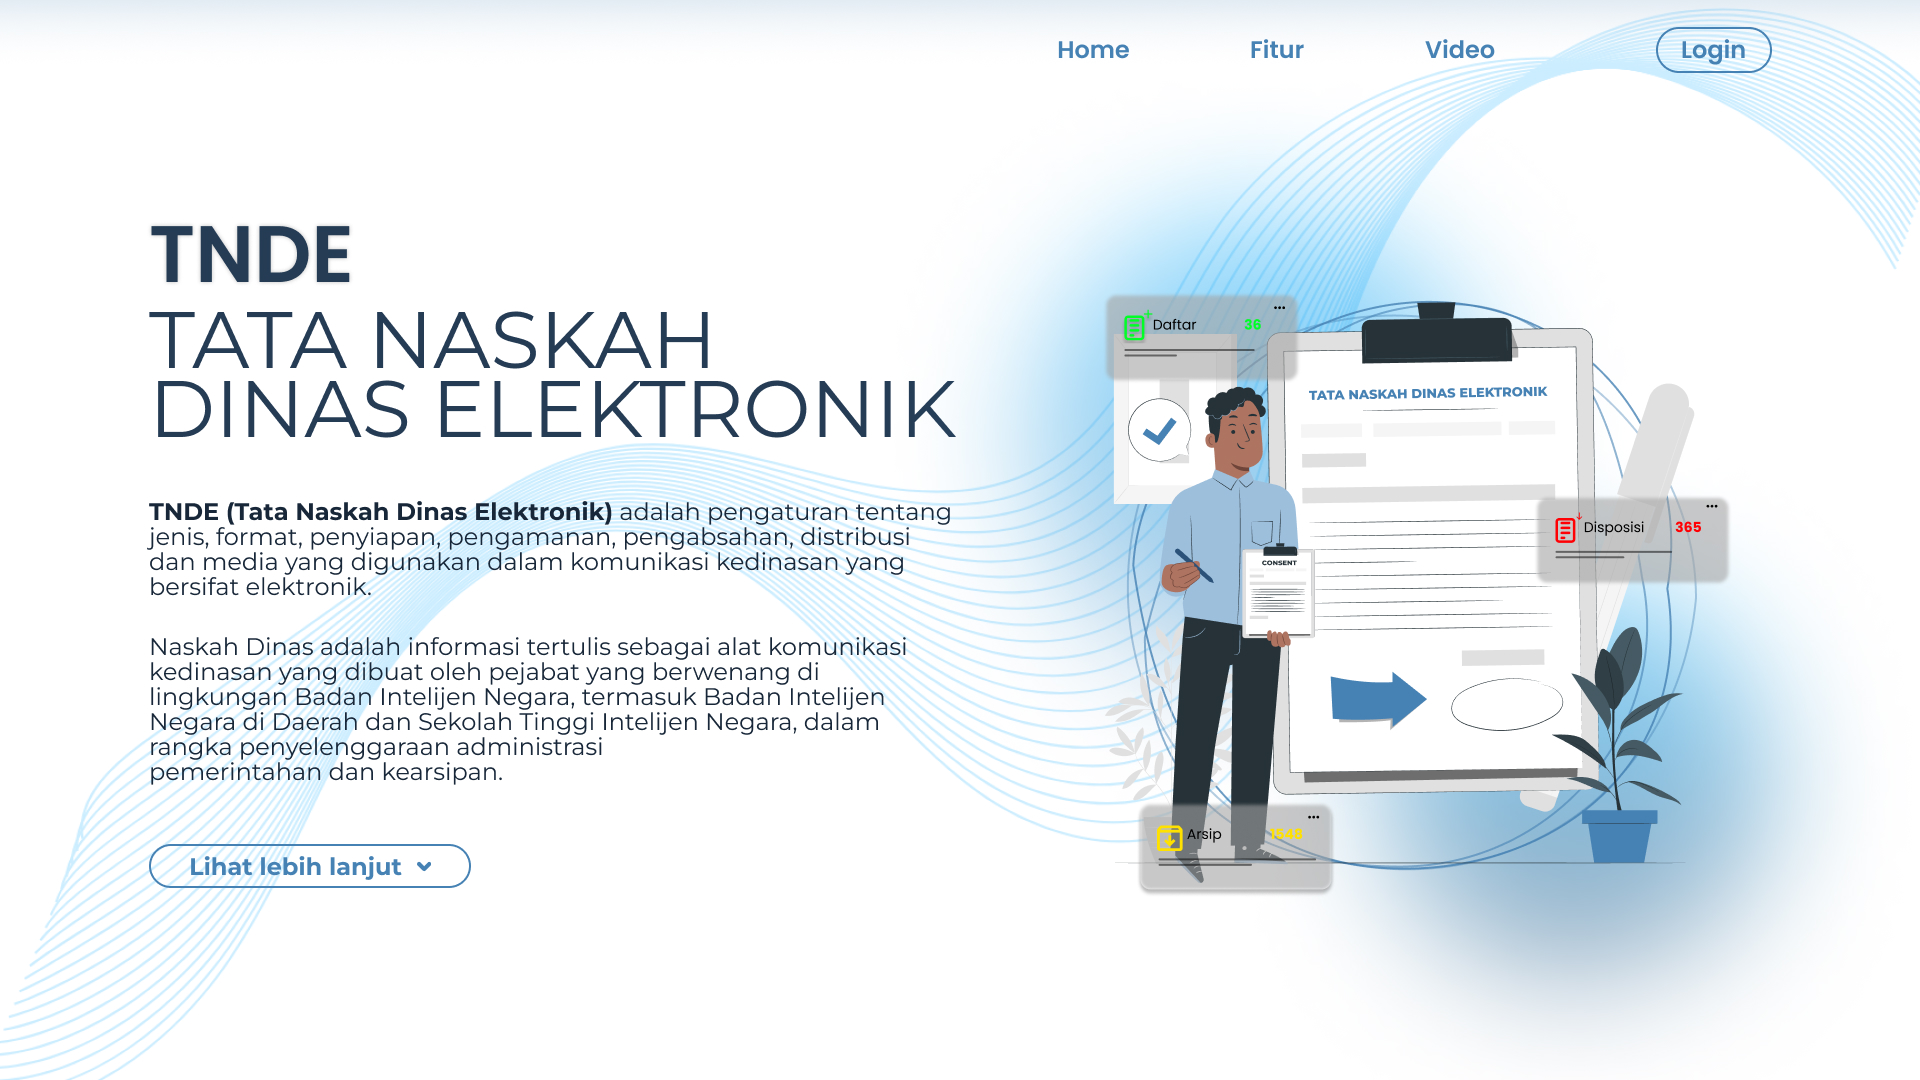 Home
Fitur
Video
Login
TNDE
TATA NASKAH
DINAS ELEKTRONIK
TNDE (Tata Naskah Dinas Elektronik) adalah pengaturan tentang
jenis, format, penyiapan, pengamanan, pengabsahan, distribusi
dan media yang digunakan dalam komunikasi kedinasan yang
bersifat elektronik.
Naskah Dinas adalah informasi tertulis sebagai alat komunikasi
kedinasan yang dibuat oleh pejabat yang berwenang di
lingkungan Badan Intelijen Negara, termasuk Badan Intelijen
Negara di Daerah dan Sekolah Tinggi Intelijen Negara, dalam
rangka penyelenggaraan administrasi
pemerintahan dan kearsipan.
Lihat lebih lanjut
Daftar 36
TATA NASKAH DINAS ELEKTRONIK
Disposisi 365
CONSENT
Arsip 1548